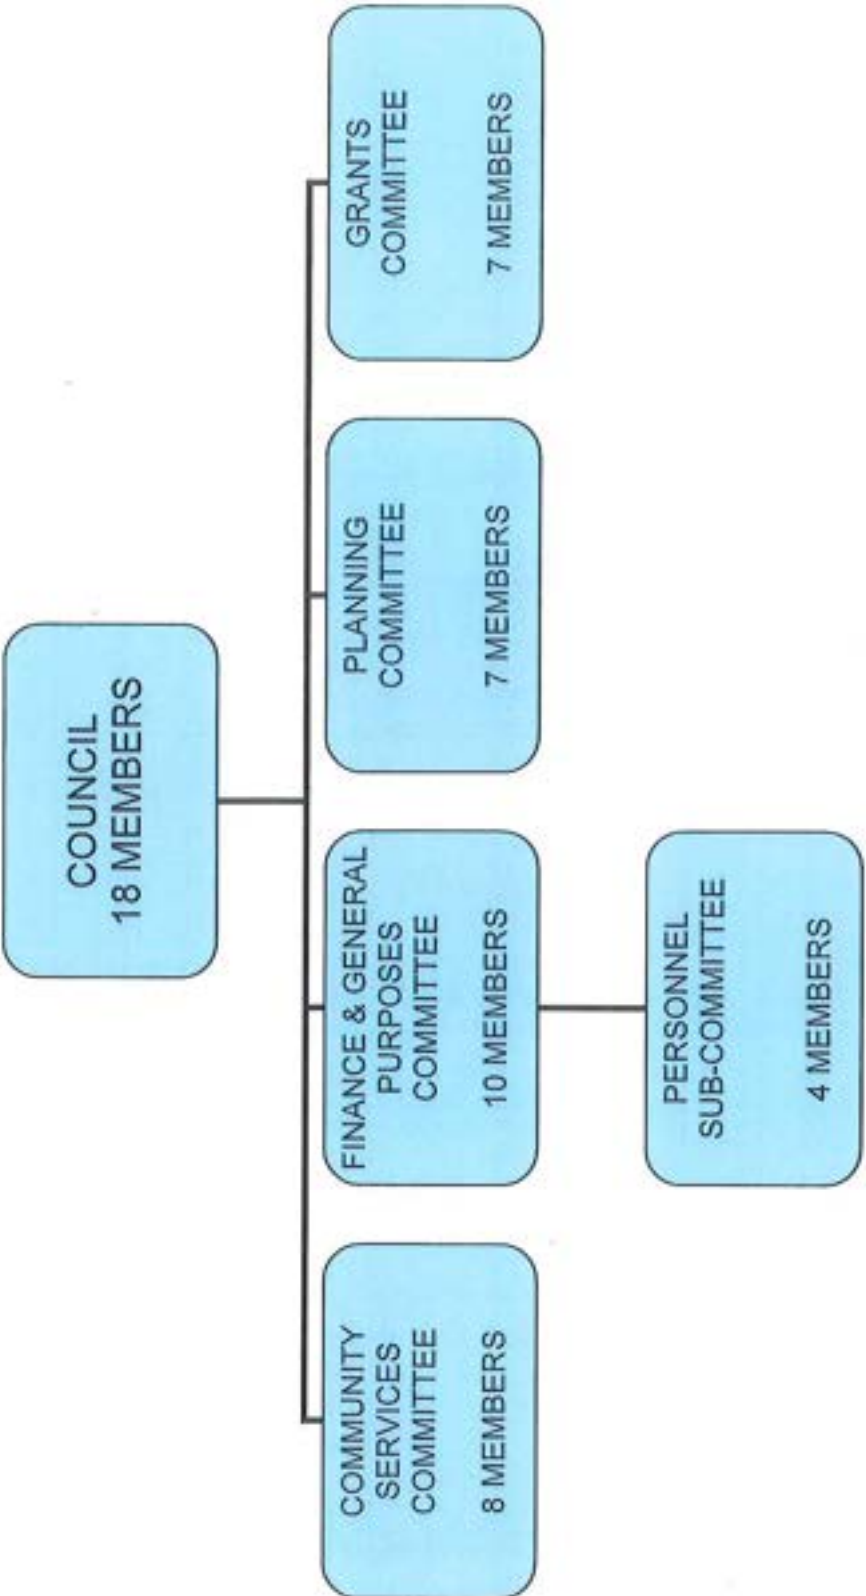 COUNCIL
18 MEMBERS
COMMUNITY
SERVICES
COMMITTEE
8 MEMBERS
FINANCE & GENERAL
PURPOSES
COMMITTEE
10 MEMBERS
PLANNING
COMMITTEE
7 MEMBERS
GRANTS
COMMITTEE
7 MEMBERS
PERSONNEL
SUB-COMMITTEE
4 MEMBERS